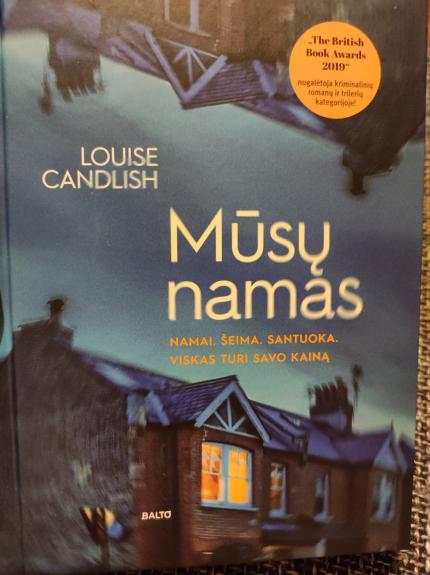 „The British
Book Awards
2019“
nugalėtoja kriminalinių
romanų ir trilerių
kategorijoje!
LOUISE
CANDLISH
Mūsų
namas
NAMAI. ŠEIMA. SANTUOKA.
VISKAS TURI SAVO KAINĄ
BALTO